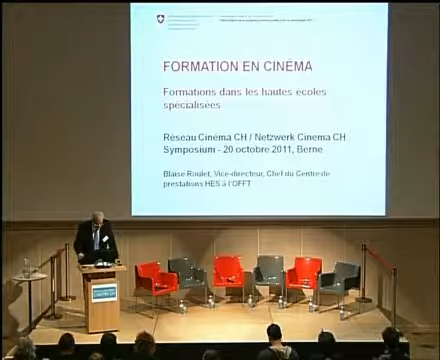 FORMATION EN CINÉMA
Formations dans les hautes écoles
spécialisées
Réseau Cinéma CH / Netzwerk Cinema CH
Symposium - 20 octobre 2011, Berne
Blaise Roulet, Vice-directeur, Chef du Centre de
prestations HES à l'OFFT